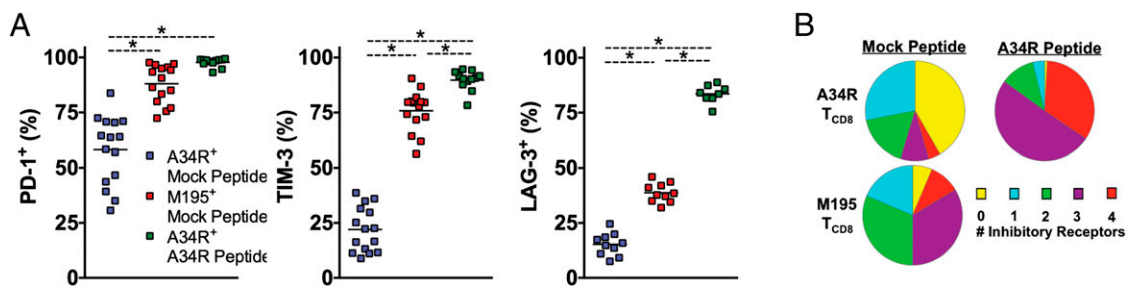 A
*
*
PD-1+ (%)
100
75
50
25
0
A34R+
Mock Peptide
M195+
Mock Peptide
A34R+
A34R Peptide
*
*
*
TIM-3 (%)
100
75
50
25
0
*
*
*
LAG-3+ (%)
100
75
50
25
0
B
Mock Peptide
A34R Peptide
A34R
TCD8
M195
TCD8
0 1 2 3 4
# Inhibitory Receptors